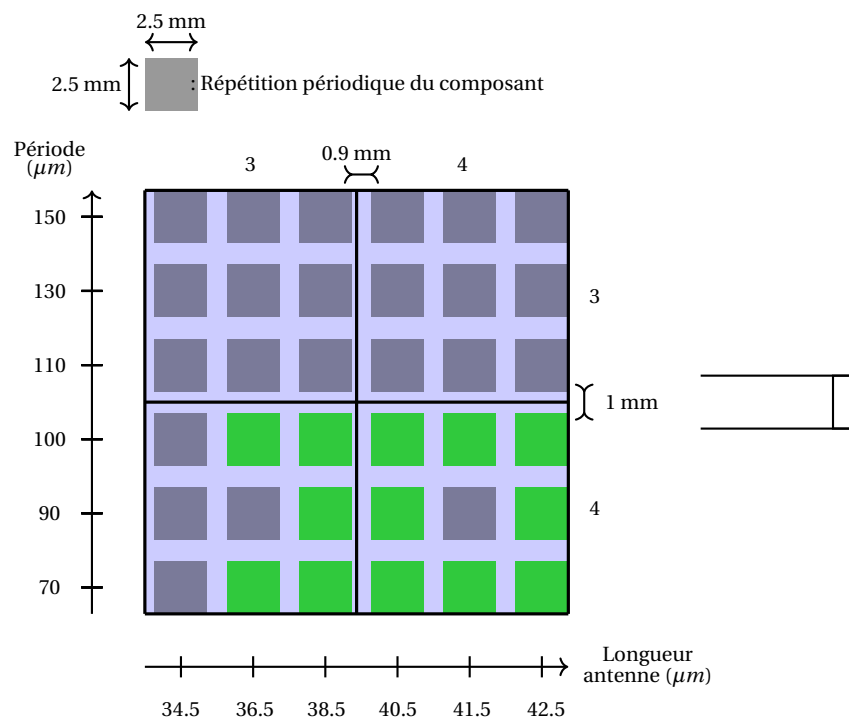 2.5 mm
2.5 mm
: Répétition périodique du composant
Période
(μm)
3
0.9 mm
4
150
130
3
110
1 mm
100
90
4
70
Longueur
antenne (μm)
34.5
36.5
38.5
40.5
41.5
42.5